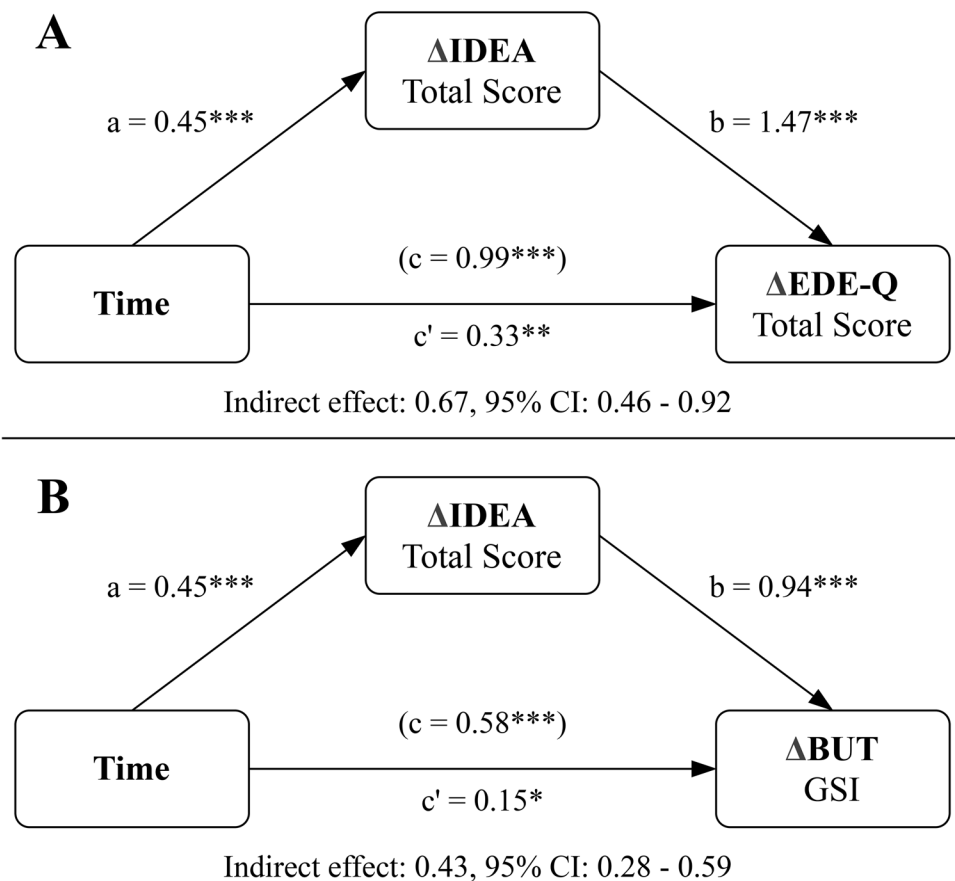 A
ΔIDEA
Total Score
a = 0.45***
b = 1.47***
(c = 0.99***)
Time
ΔEDE-Q
Total Score
c' = 0.33**
Indirect effect: 0.67, 95% CI: 0.46 - 0.92
B
ΔIDEA
Total Score
a = 0.45***
b = 0.94***
(c = 0.58***)
Time
ΔBUT
GSI
c' = 0.15*
Indirect effect: 0.43, 95% CI: 0.28 - 0.59